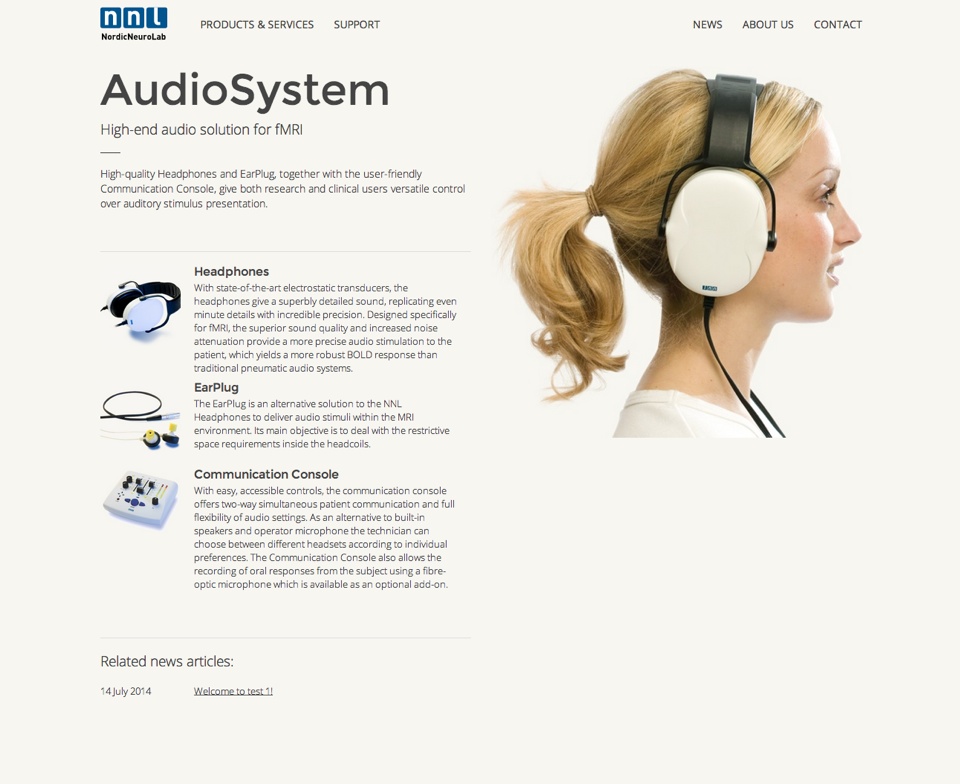 nnl
NordicNeuroLab
PRODUCTS & SERVICES
SUPPORT
NEWS
ABOUT US
CONTACT
AudioSystem
High-end audio solution for fMRI
High-quality Headphones and EarPlug, together with the user-friendly
Communication Console, give both research and clinical users versatile control
over auditory stimulus presentation.
Headphones
With state-of-the-art electrostatic transducers, the
headphones give a superbly detailed sound, replicating even
minute details with incredible precision. Designed specifically
for fMRI, the superior sound quality and increased noise
attenuation provide a more precise audio stimulation to the
patient, which yields a more robust BOLD response than
traditional pneumatic audio systems.
EarPlug
The EarPlug is an alternative solution to the NNL
Headphones to deliver audio stimuli within the MRI
environment. Its main objective is to deal with the restrictive
space requirements inside the headcoils.
Communication Console
With easy, accessible controls, the communication console
offers two-way simultaneous patient communication and full
flexibility of audio settings. As an alternative to built-in
speakers and operator microphone the technician can
choose between different headsets according to individual
preferences. The Communication Console also allows the
recording of oral responses from the subject using a fibre-
optic microphone which is available as an optional add-on.
Related news articles:
14 July 2014
Welcome to test 1!